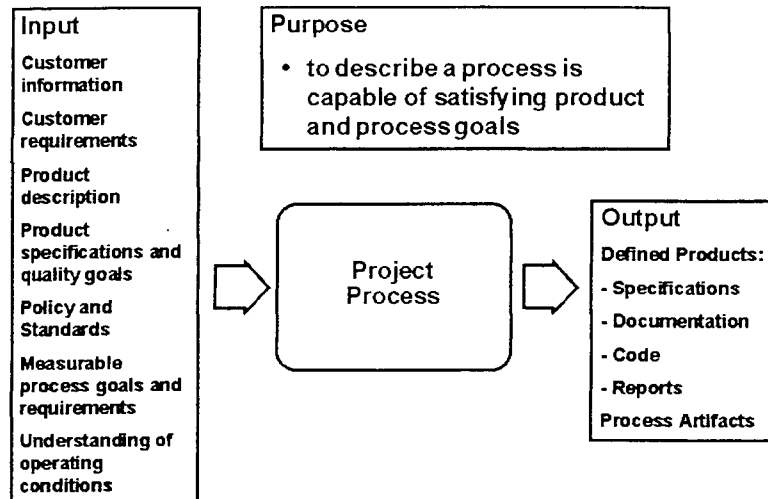 Input
Customer
information
Customer
requirements
Product
description
Product
specifications and
quality goals
Policy and
Standards
Measurable
process goals and
requirements
Understanding of
operating
conditions
Purpose
• to describe a process is
capable of satisfying product
and process goals
Project
Process
Output
Defined Products:
- Specifications
- Documentation
- Code
- Reports
Process Artifacts